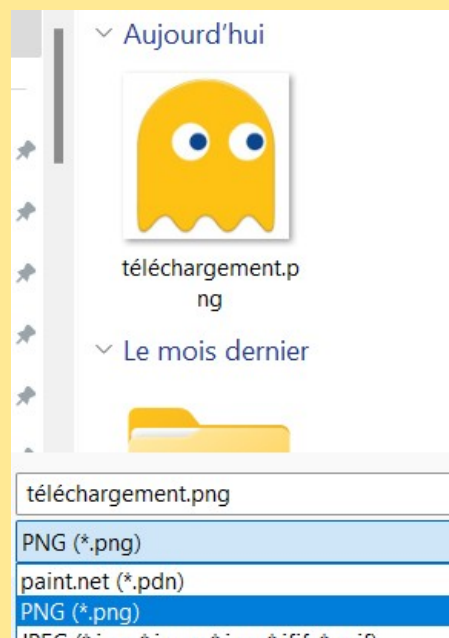 Aujourd'hui
téléchargement.p
ng
Le mois dernier
téléchargement.png
PNG (*.png)
paint.net (*.pdn)
PNG (*.png)